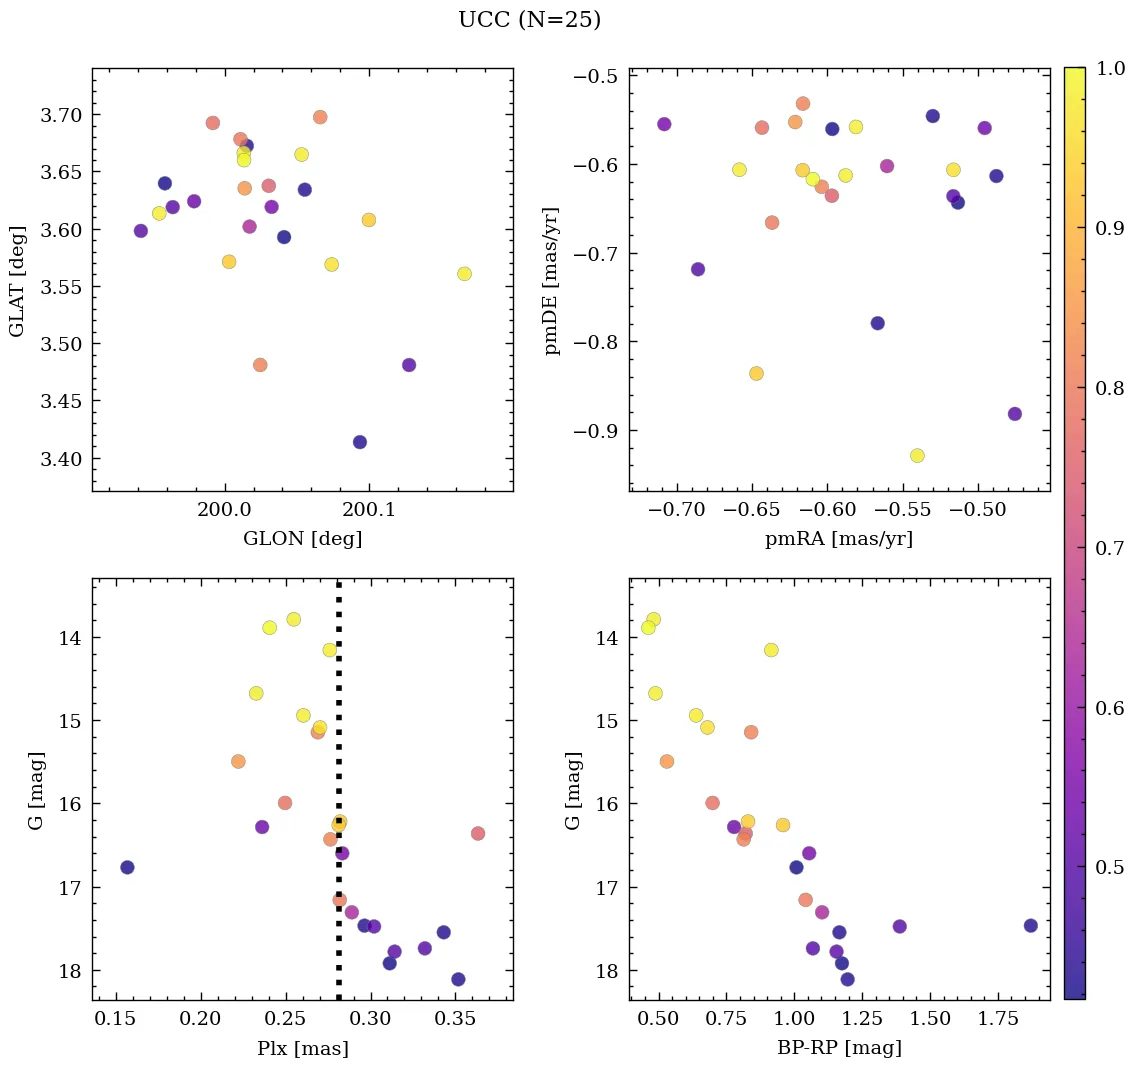 UCC (N=25)
3.70
3.65
3.60
3.55
3.50
3.45
3.40
GLAT [deg]
200.0 200.1
GLON [deg]
−0.5
−0.6
−0.7
−0.8
−0.9
pmDE [mas/yr]
−0.70 −0.65 −0.60 −0.55 −0.50
pmRA [mas/yr]
1.0
0.9
0.8
0.7
0.6
0.5
14
15
16
17
18
G [mag]
0.15 0.20 0.25 0.30 0.35
Plx [mas]
14
15
16
17
18
G [mag]
0.50 0.75 1.00 1.25 1.50 1.75
BP-RP [mag]